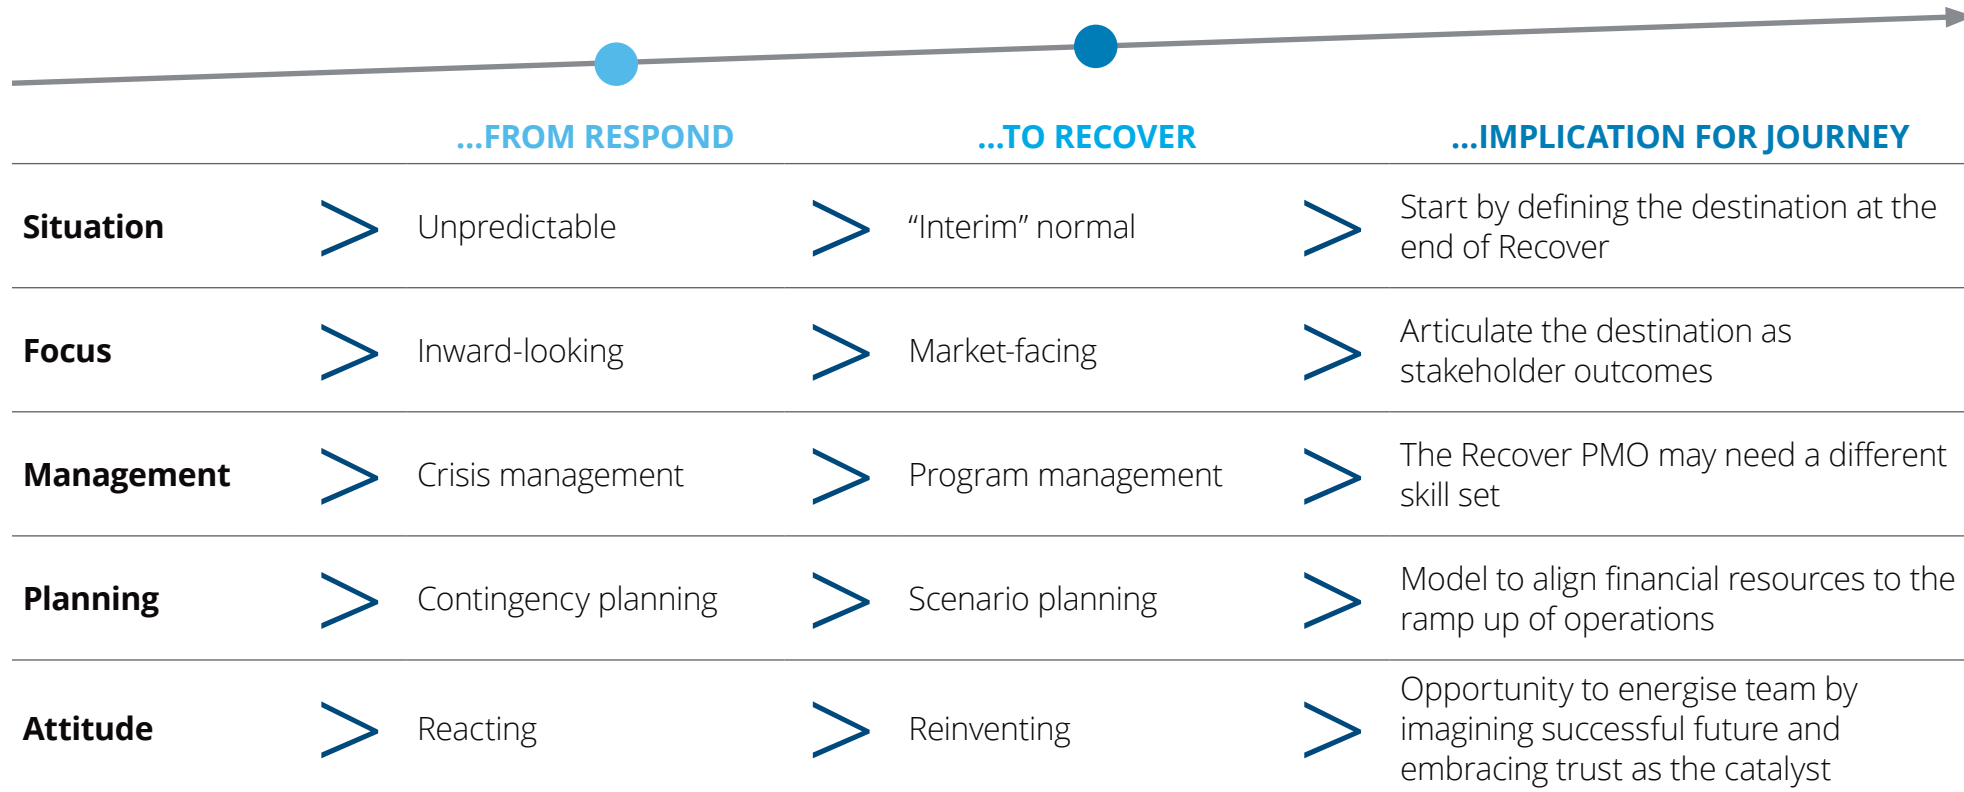 ...FROM RESPOND
...TO RECOVER
...IMPLICATION FOR JOURNEY
Situation
Unpredictable
“Interim” normal
Start by defining the destination at the
end of Recover
Focus
Inward-looking
Market-facing
Articulate the destination as
stakeholder outcomes
Management
Crisis management
Program management
The Recover PMO may need a different
skill set
Planning
Contingency planning
Scenario planning
Model to align financial resources to the
ramp up of operations
Attitude
Reacting
Reinventing
Opportunity to energise team by
imagining successful future and
embracing trust as the catalyst